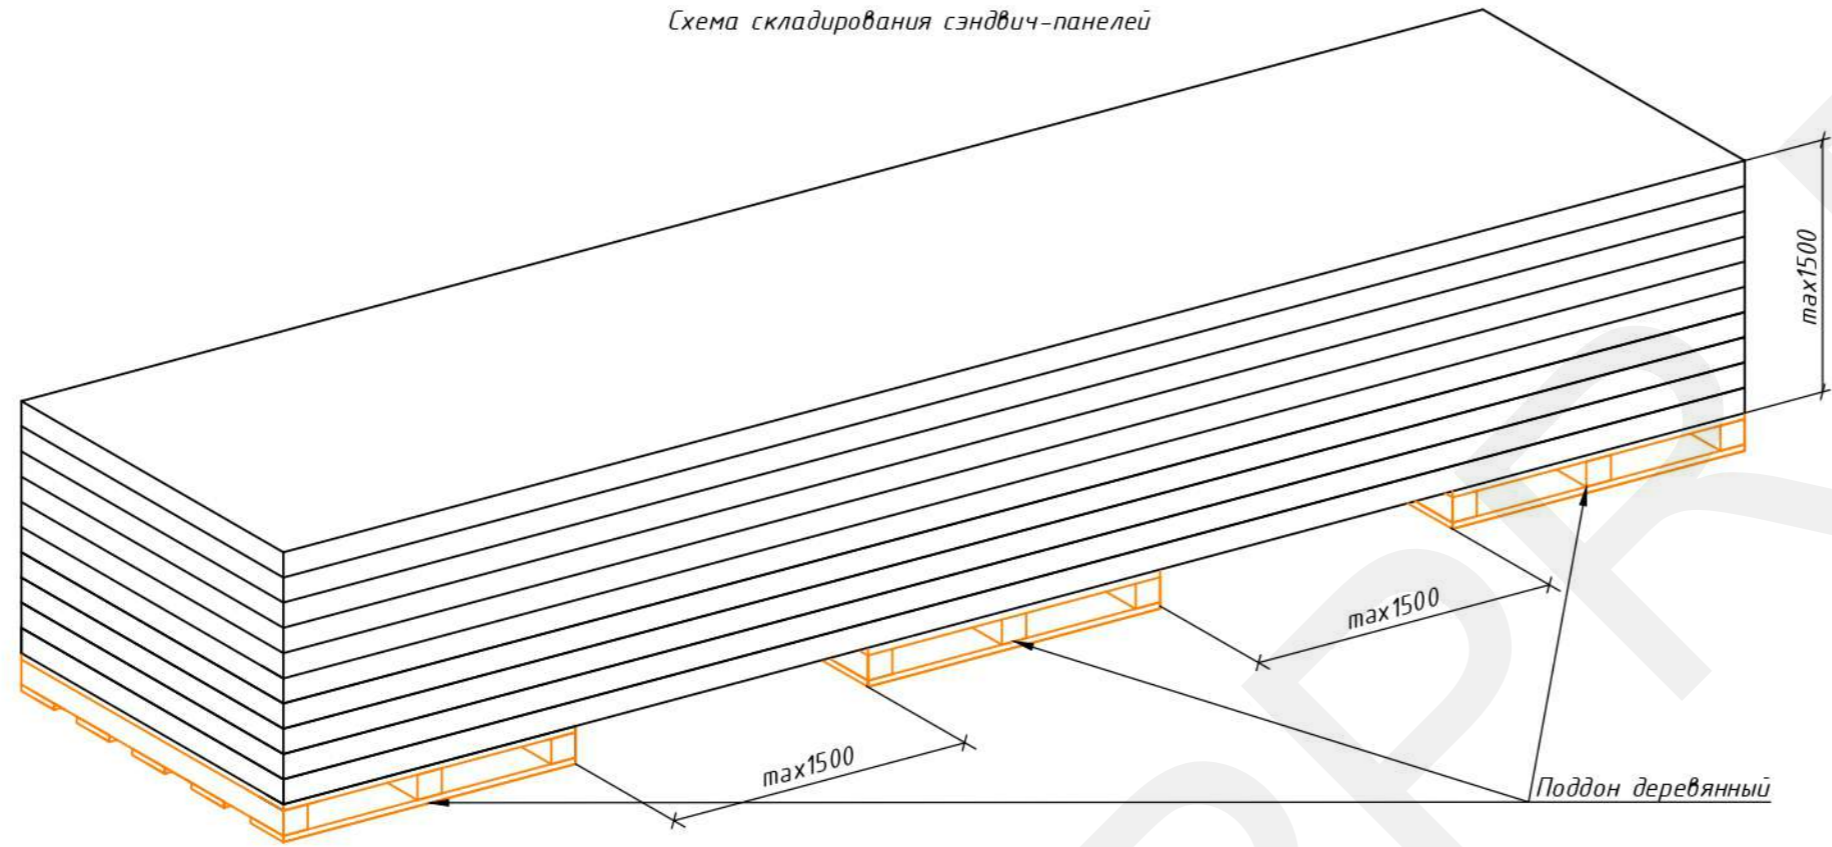 Схема складирования сэндвич-панелей
max1500
max1500
max1500
Поддон деревянный